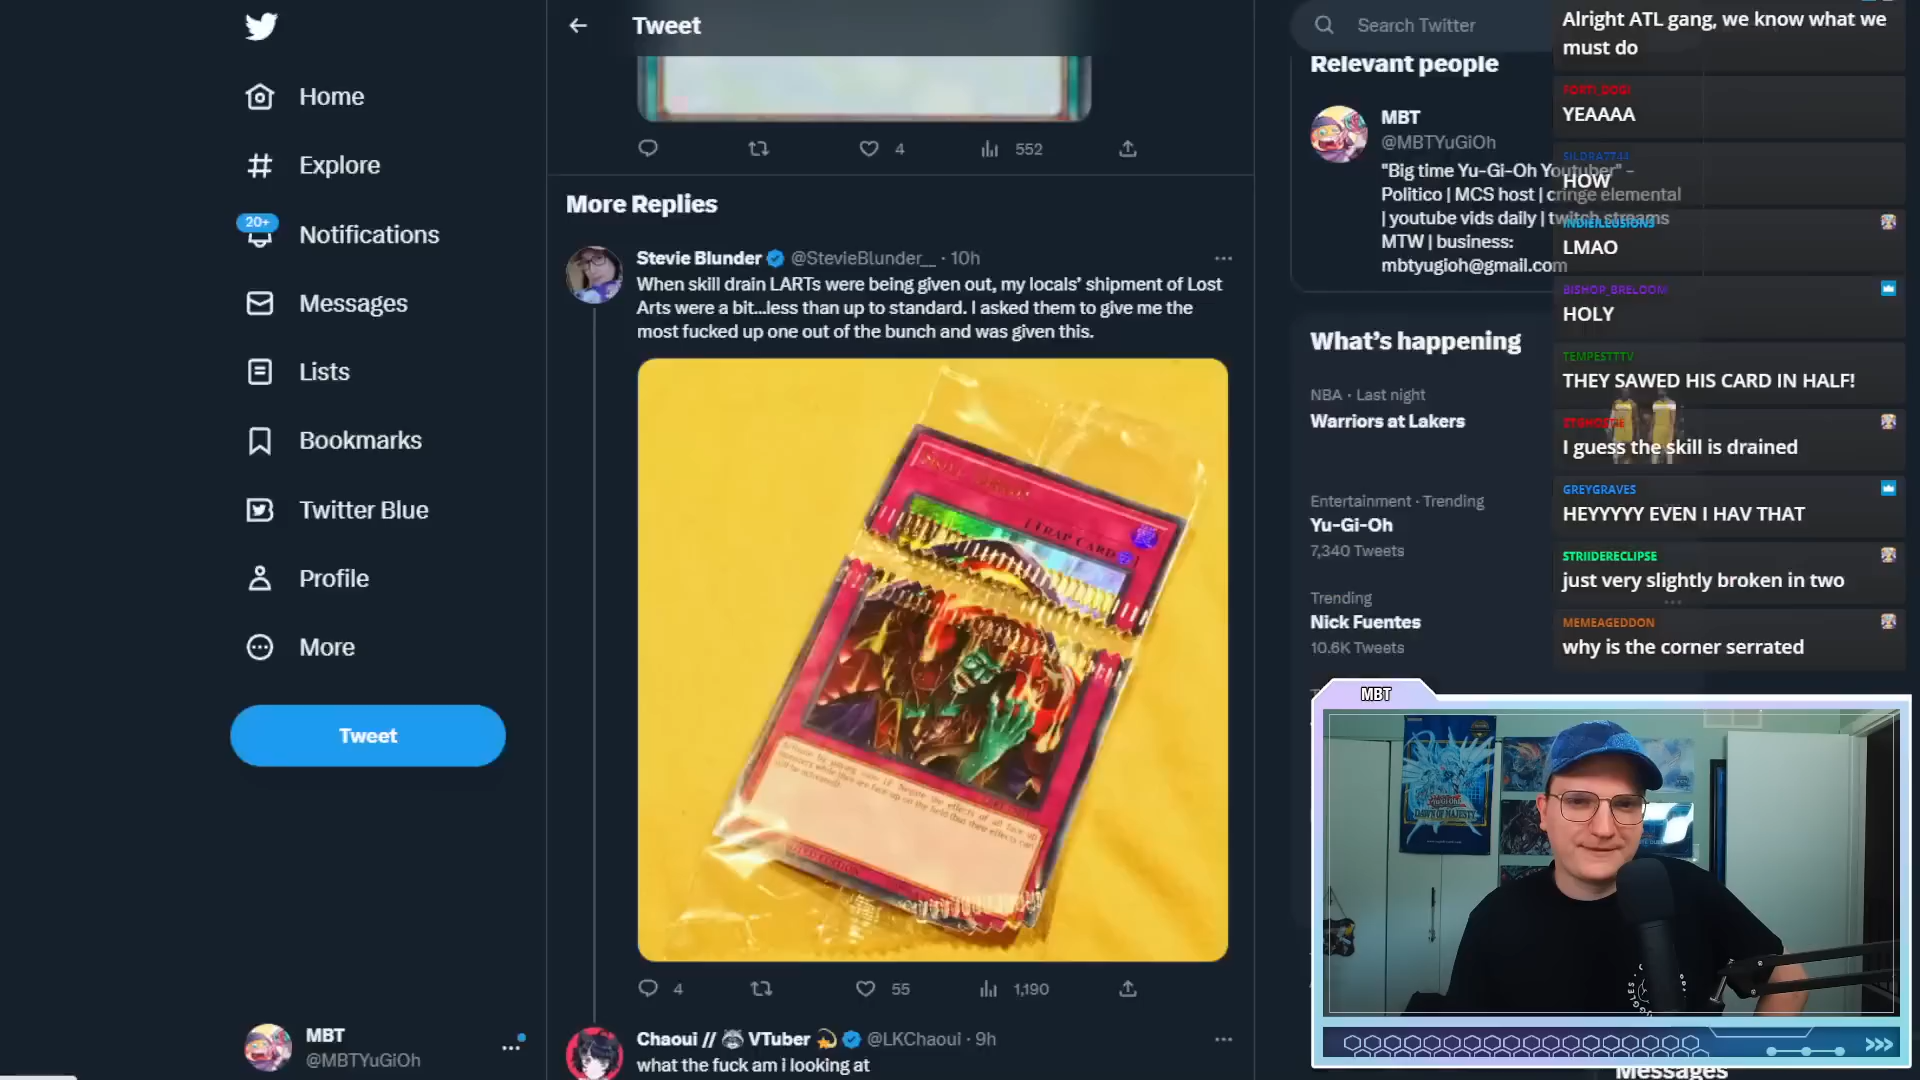 Home
Explore
20+
Notifications
Messages
Lists
Bookmarks
Twitter Blue
Profile
More
Tweet
MBT
@MBTYuGiOh
Tweet
4
552
More Replies
Stevie Blunder @StevieBlunder__ · 10h
When skill drain LARTs were being given out, my locals' shipment of Lost
Arts were a bit...less than up to standard. I asked them to give me the
most fucked up one out of the bunch and was given this.
TRAP CARD
4
55
1,190
Chaoui // VTuber @LKChaoui · 9h
what the fuck am i looking at
Search Twitter
Relevant people
MBT
@MBTYuGiOh
"Big time Yu-Gi-Oh Youtuber" -
Politico | MCS host | cringe elemental
| youtube vids daily | twitch streams
MTW | business:
mbtyugioh@gmail.com
What's happening
NBA · Last night
Warriors at Lakers
Entertainment · Trending
Yu-Gi-Oh
7,340 Tweets
Trending
Nick Fuentes
10.6K Tweets
Messages
Alright ATL gang, we know what we
must do
FORTI_DOGI
YEAAAA
SILDRA7744
HOW
INDIEILLUSIONS
LMAO
BISHOP_BRELOOM
HOLY
TEMPESTTTV
THEY SAWED HIS CARD IN HALF!
I guess the skill is drained
GREYGRAVES
HEYYYYY EVEN I HAV THAT
STRIIDERECLIPSE
just very slightly broken in two
MEMEAGEDDON
why is the corner serrated
MBT
DAWN OF MAJESTY